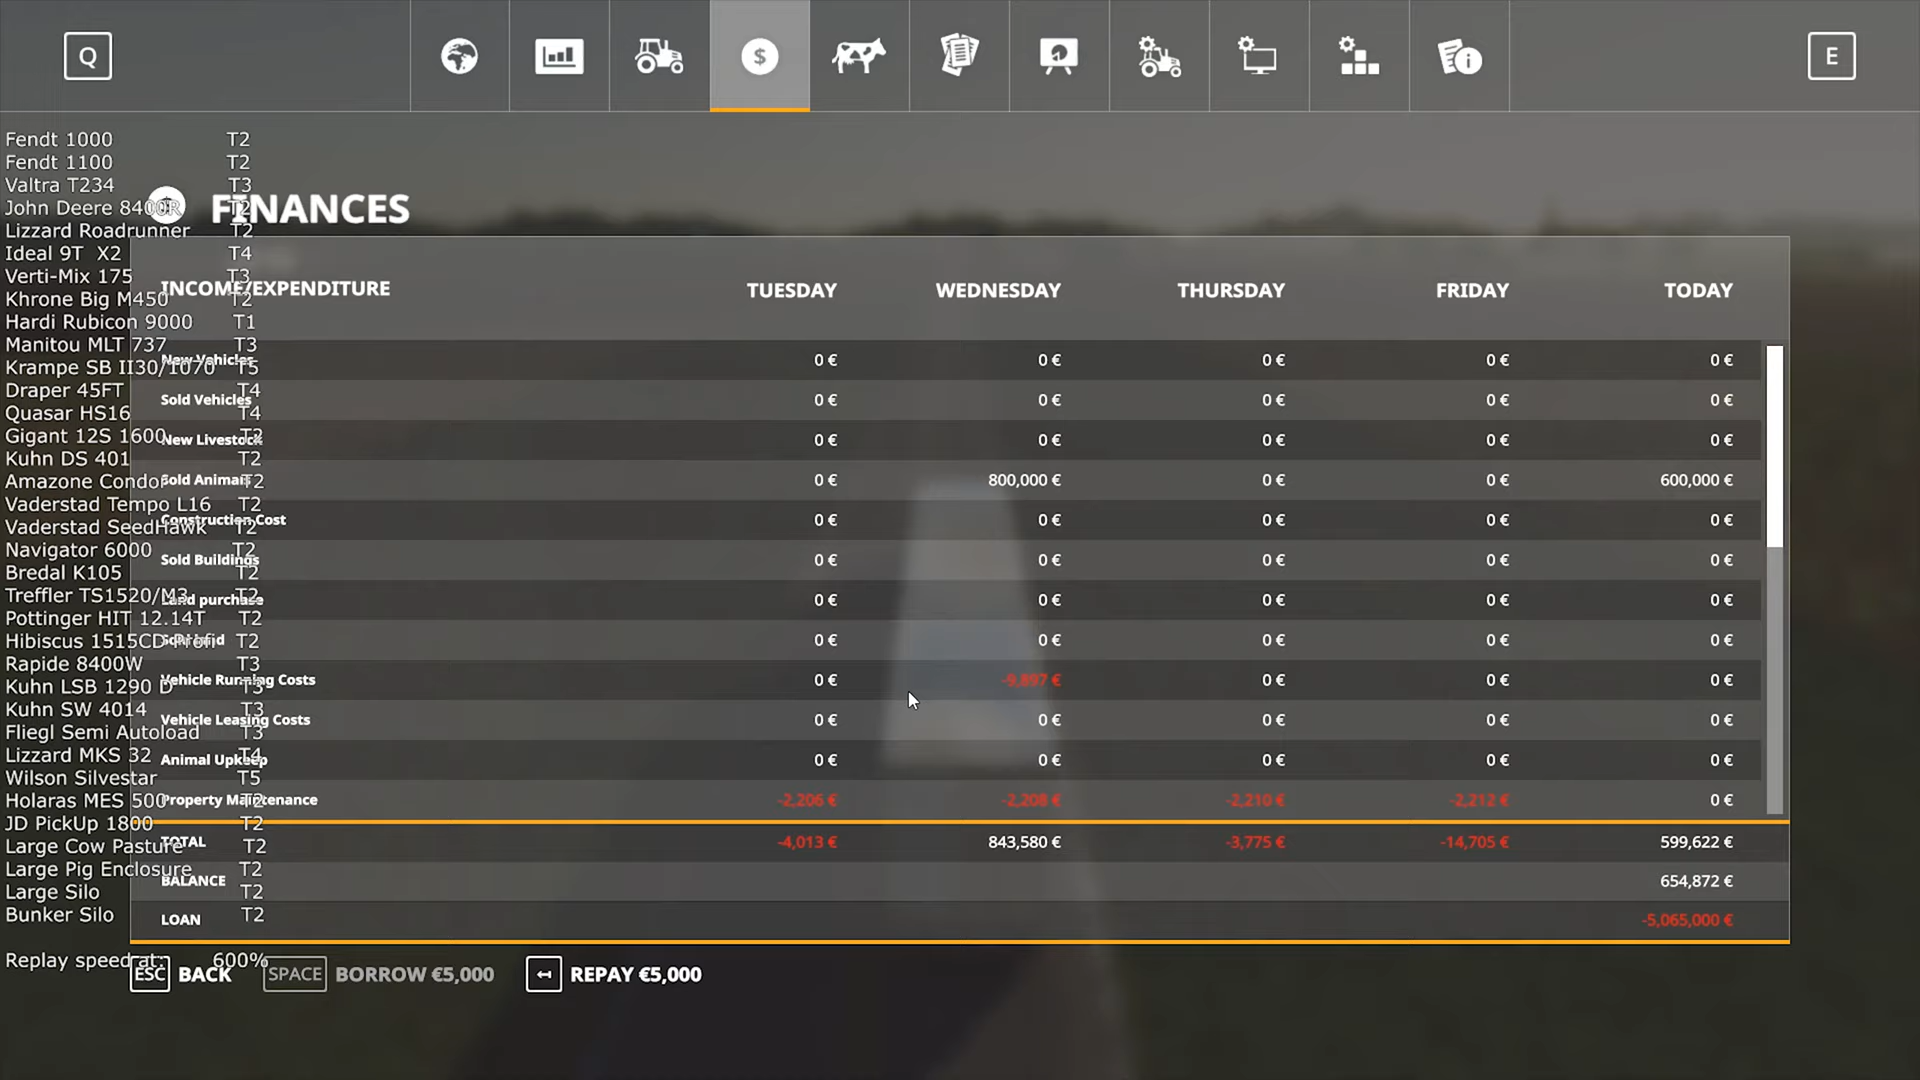 Q E
FINANCES
INCOME/EXPENDITURE TUESDAY WEDNESDAY THURSDAY FRIDAY TODAY
New Vehicles 0 € 0 € 0 € 0 € 0 €
Sold Vehicles 0 € 0 € 0 € 0 € 0 €
New Livestock 0 € 0 € 0 € 0 € 0 €
Sold Animals 0 € 800,000 € 0 € 0 € 600,000 €
Construction Cost 0 € 0 € 0 € 0 € 0 €
Sold Buildings 0 € 0 € 0 € 0 € 0 €
Land purchase 0 € 0 € 0 € 0 € 0 €
Sold land 0 € 0 € 0 € 0 € 0 €
Vehicle Running Costs 0 € -9,897 € 0 € 0 € 0 €
Vehicle Leasing Costs 0 € 0 € 0 € 0 € 0 €
Animal Upkeep 0 € 0 € 0 € 0 € 0 €
Property Maintenance -2,206 € -2,208 € -2,210 € -2,212 € 0 €
TOTAL -4,013 € 843,580 € -3,775 € -14,705 € 599,622 €
BALANCE 654,872 €
LOAN -5,065,000 €
ESC BACK SPACE BORROW €5,000 REPAY €5,000
Fendt 1000 T2
Fendt 1100 T2
Valtra T234 T3
John Deere 8400R T2
Lizzard Roadrunner T2
Ideal 9T X2 T4
Verti-Mix 175 T3
Khrone Big M450 T2
Hardi Rubicon 9000 T1
Manitou MLT 737 T3
Krampe SB II30/1070 T5
Draper 45FT T4
Quasar HS16 T4
Gigant 12S 1600 T2
Kuhn DS 401 T2
Amazone Condor T2
Vaderstad Tempo L16 T2
Vaderstad SeedHawk T2
Navigator 6000 T2
Bredal K105 T2
Treffler TS1520/M3 T2
Pottinger HIT 12.14T T2
Hibiscus 1515CD Profi T2
Rapide 8400W T3
Kuhn LSB 1290 D T3
Kuhn SW 4014 T3
Fliegl Semi Autoload T3
Lizzard MKS 32 T4
Wilson Silvestar T5
Holaras MES 500 T2
JD PickUp 1800 T2
Large Cow Pasture T2
Large Pig Enclosure T2
Large Silo T2
Bunker Silo T2
Replay speed at: 600%